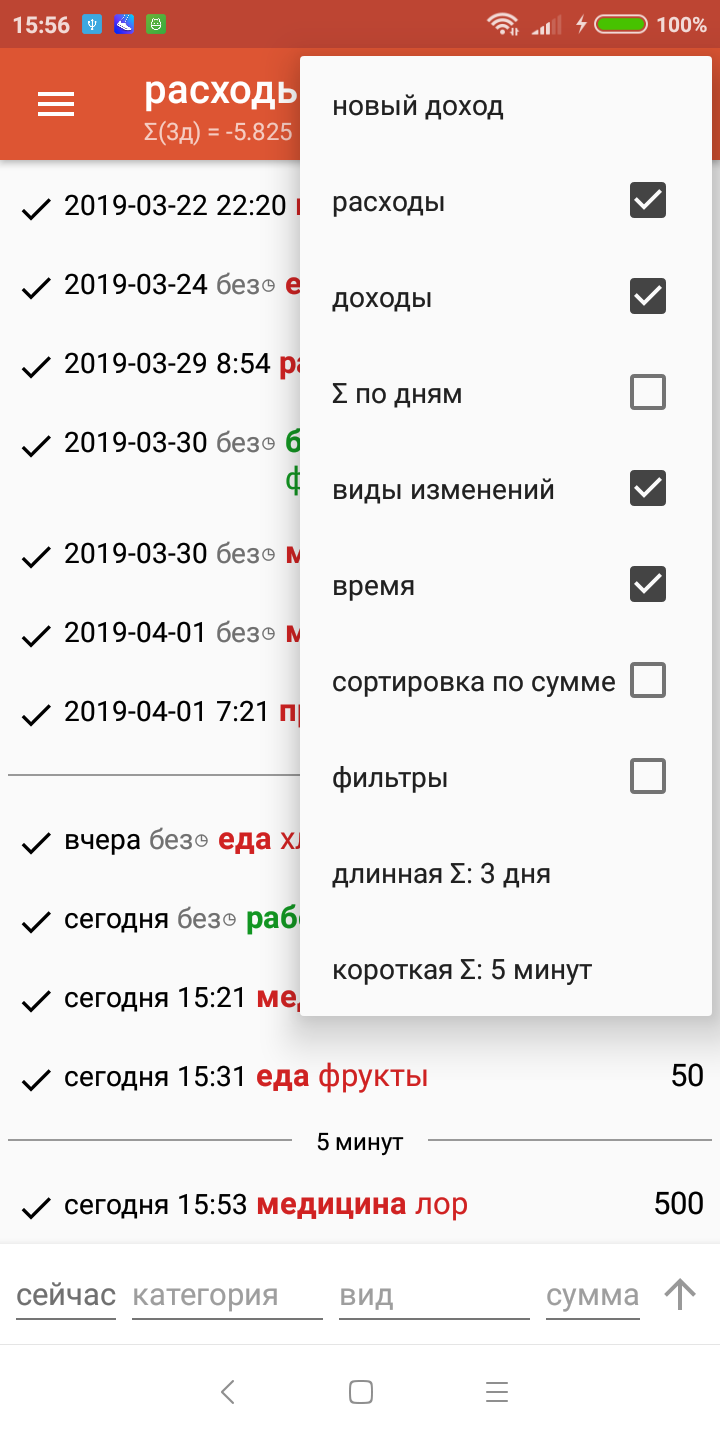 15:56
100%
расходы
Σ(3д) = -5.825
новый доход
расходы
доходы
Σ по дням
виды изменений
время
сортировка по сумме
фильтры
длинная Σ: 3 дня
короткая Σ: 5 минут
2019-03-22 22:20
2019-03-24 без
2019-03-29 8:54
2019-03-30 без
2019-03-30 без
2019-04-01 без
2019-04-01 7:21
вчера без еда
сегодня без
сегодня 15:21
сегодня 15:31 еда фрукты 50
5 минут
сегодня 15:53 медицина лор 500
сейчас категория вид сумма